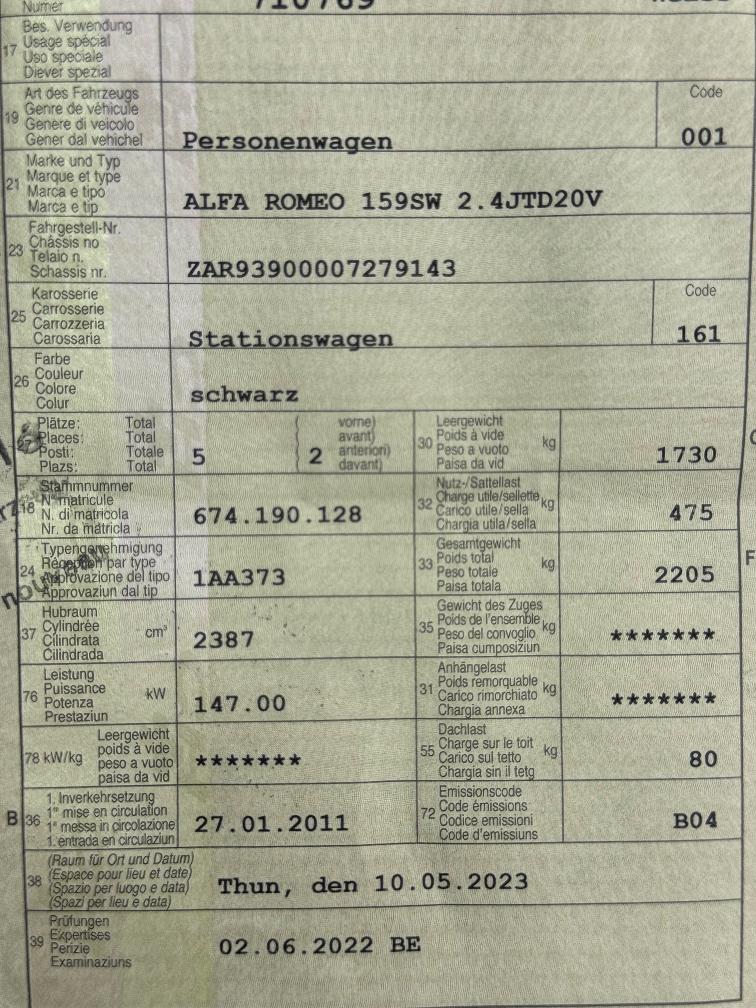 Numer 710769
17 Bes. Verwendung
Usage spécial
Uso speciale
Diever spezial
19 Art des Fahrzeugs
Genre de véhicule
Genere di veicolo
Gener dal vehichel
Personenwagen
Code
001
21 Marke und Typ
Marque et type
Marca e tipo
Marca e tip
ALFA ROMEO 159SW 2.4JTD20V
23 Fahrgestell-Nr.
Châssis no
Telaio n.
Schassis nr.
ZAR93900007279143
25 Karosserie
Carrosserie
Carrozzeria
Carossaria
Stationswagen
Code
161
26 Farbe
Couleur
Colore
Colur
schwarz
27 Plätze: Total
Places: Total
Posti: Totale
Plazs: Total
5
2
vorne)
avant)
anteriori)
davant)
30 Leergewicht
Poids à vide
Peso a vuoto
Paisa da vid
kg
1730
18 Stammnummer
N° matricule
N. di matricola
Nr. da matricla
674.190.128
32 Nutz-/Sattellast
Charge utile/sellette
Carico utile/sella
Chargia utila/sella
kg
475
24 Typengenehmigung
Réception par type
Approvazione del tipo
Approvaziun dal tip
1AA373
33 Gesamtgewicht
Poids total
Peso totale
Paisa totala
kg
2205
37 Hubraum
Cylindrée
Cilindrata
Cilindrada
cm³
2387
35 Gewicht des Zuges
Poids de l'ensemble
Peso del convoglio
Paisa cumposiziun
kg
*******
76 Leistung
Puissance
Potenza
Prestaziun
kW
147.00
31 Anhängelast
Poids remorquable
Carico rimorchiato
Chargia annexa
kg
*******
78 kW/kg
Leergewicht
poids à vide
peso a vuoto
paisa da vid
*******
55 Dachlast
Charge sur le toit
Carico sul tetto
Chargia sin il tetg
kg
80
B 36 1. Inverkehrsetzung
1re mise en circulation
1a messa in circolazione
1. entrada en circulaziun
27.01.2011
72 Emissionscode
Code émissions
Codice emissioni
Code d'emissiuns
B04
38 (Raum für Ort und Datum)
(Espace pour lieu et date)
(Spazio per luogo e data)
(Spazi per lieu e data)
Thun, den 10.05.2023
39 Prüfungen
Expertises
Perizie
Examinaziuns
02.06.2022 BE